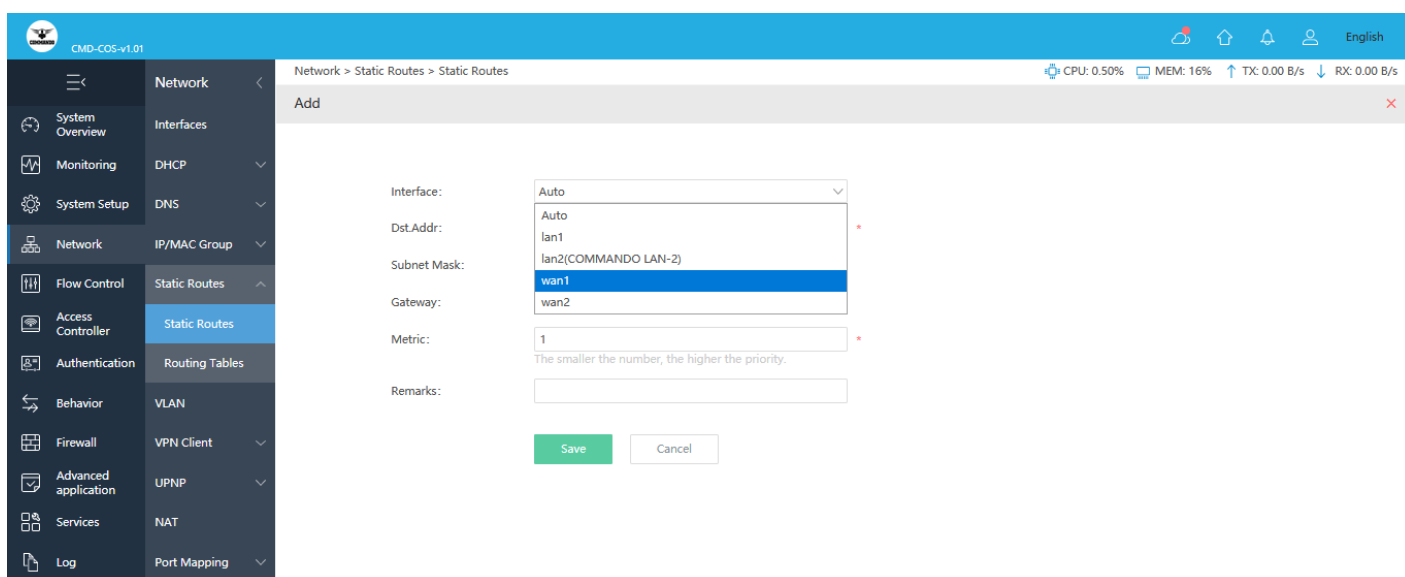 COMMANDO
CMD-COS-v1.01
English
Network
Network > Static Routes > Static Routes
CPU: 0.50%
MEM: 16%
TX: 0.00 B/s
RX: 0.00 B/s
Add
System
Overview
Monitoring
System Setup
Network
Flow Control
Access
Controller
Authentication
Behavior
Firewall
Advanced
application
Services
Log
Interfaces
DHCP
DNS
IP/MAC Group
Static Routes
Static Routes
Routing Tables
VLAN
VPN Client
UPNP
NAT
Port Mapping
Interface:
Auto
Auto
lan1
lan2(COMMANDO LAN-2)
wan1
wan2
Dst.Addr:
*
Subnet Mask:
Gateway:
Metric:
1
*
The smaller the number, the higher the priority.
Remarks:
Save
Cancel